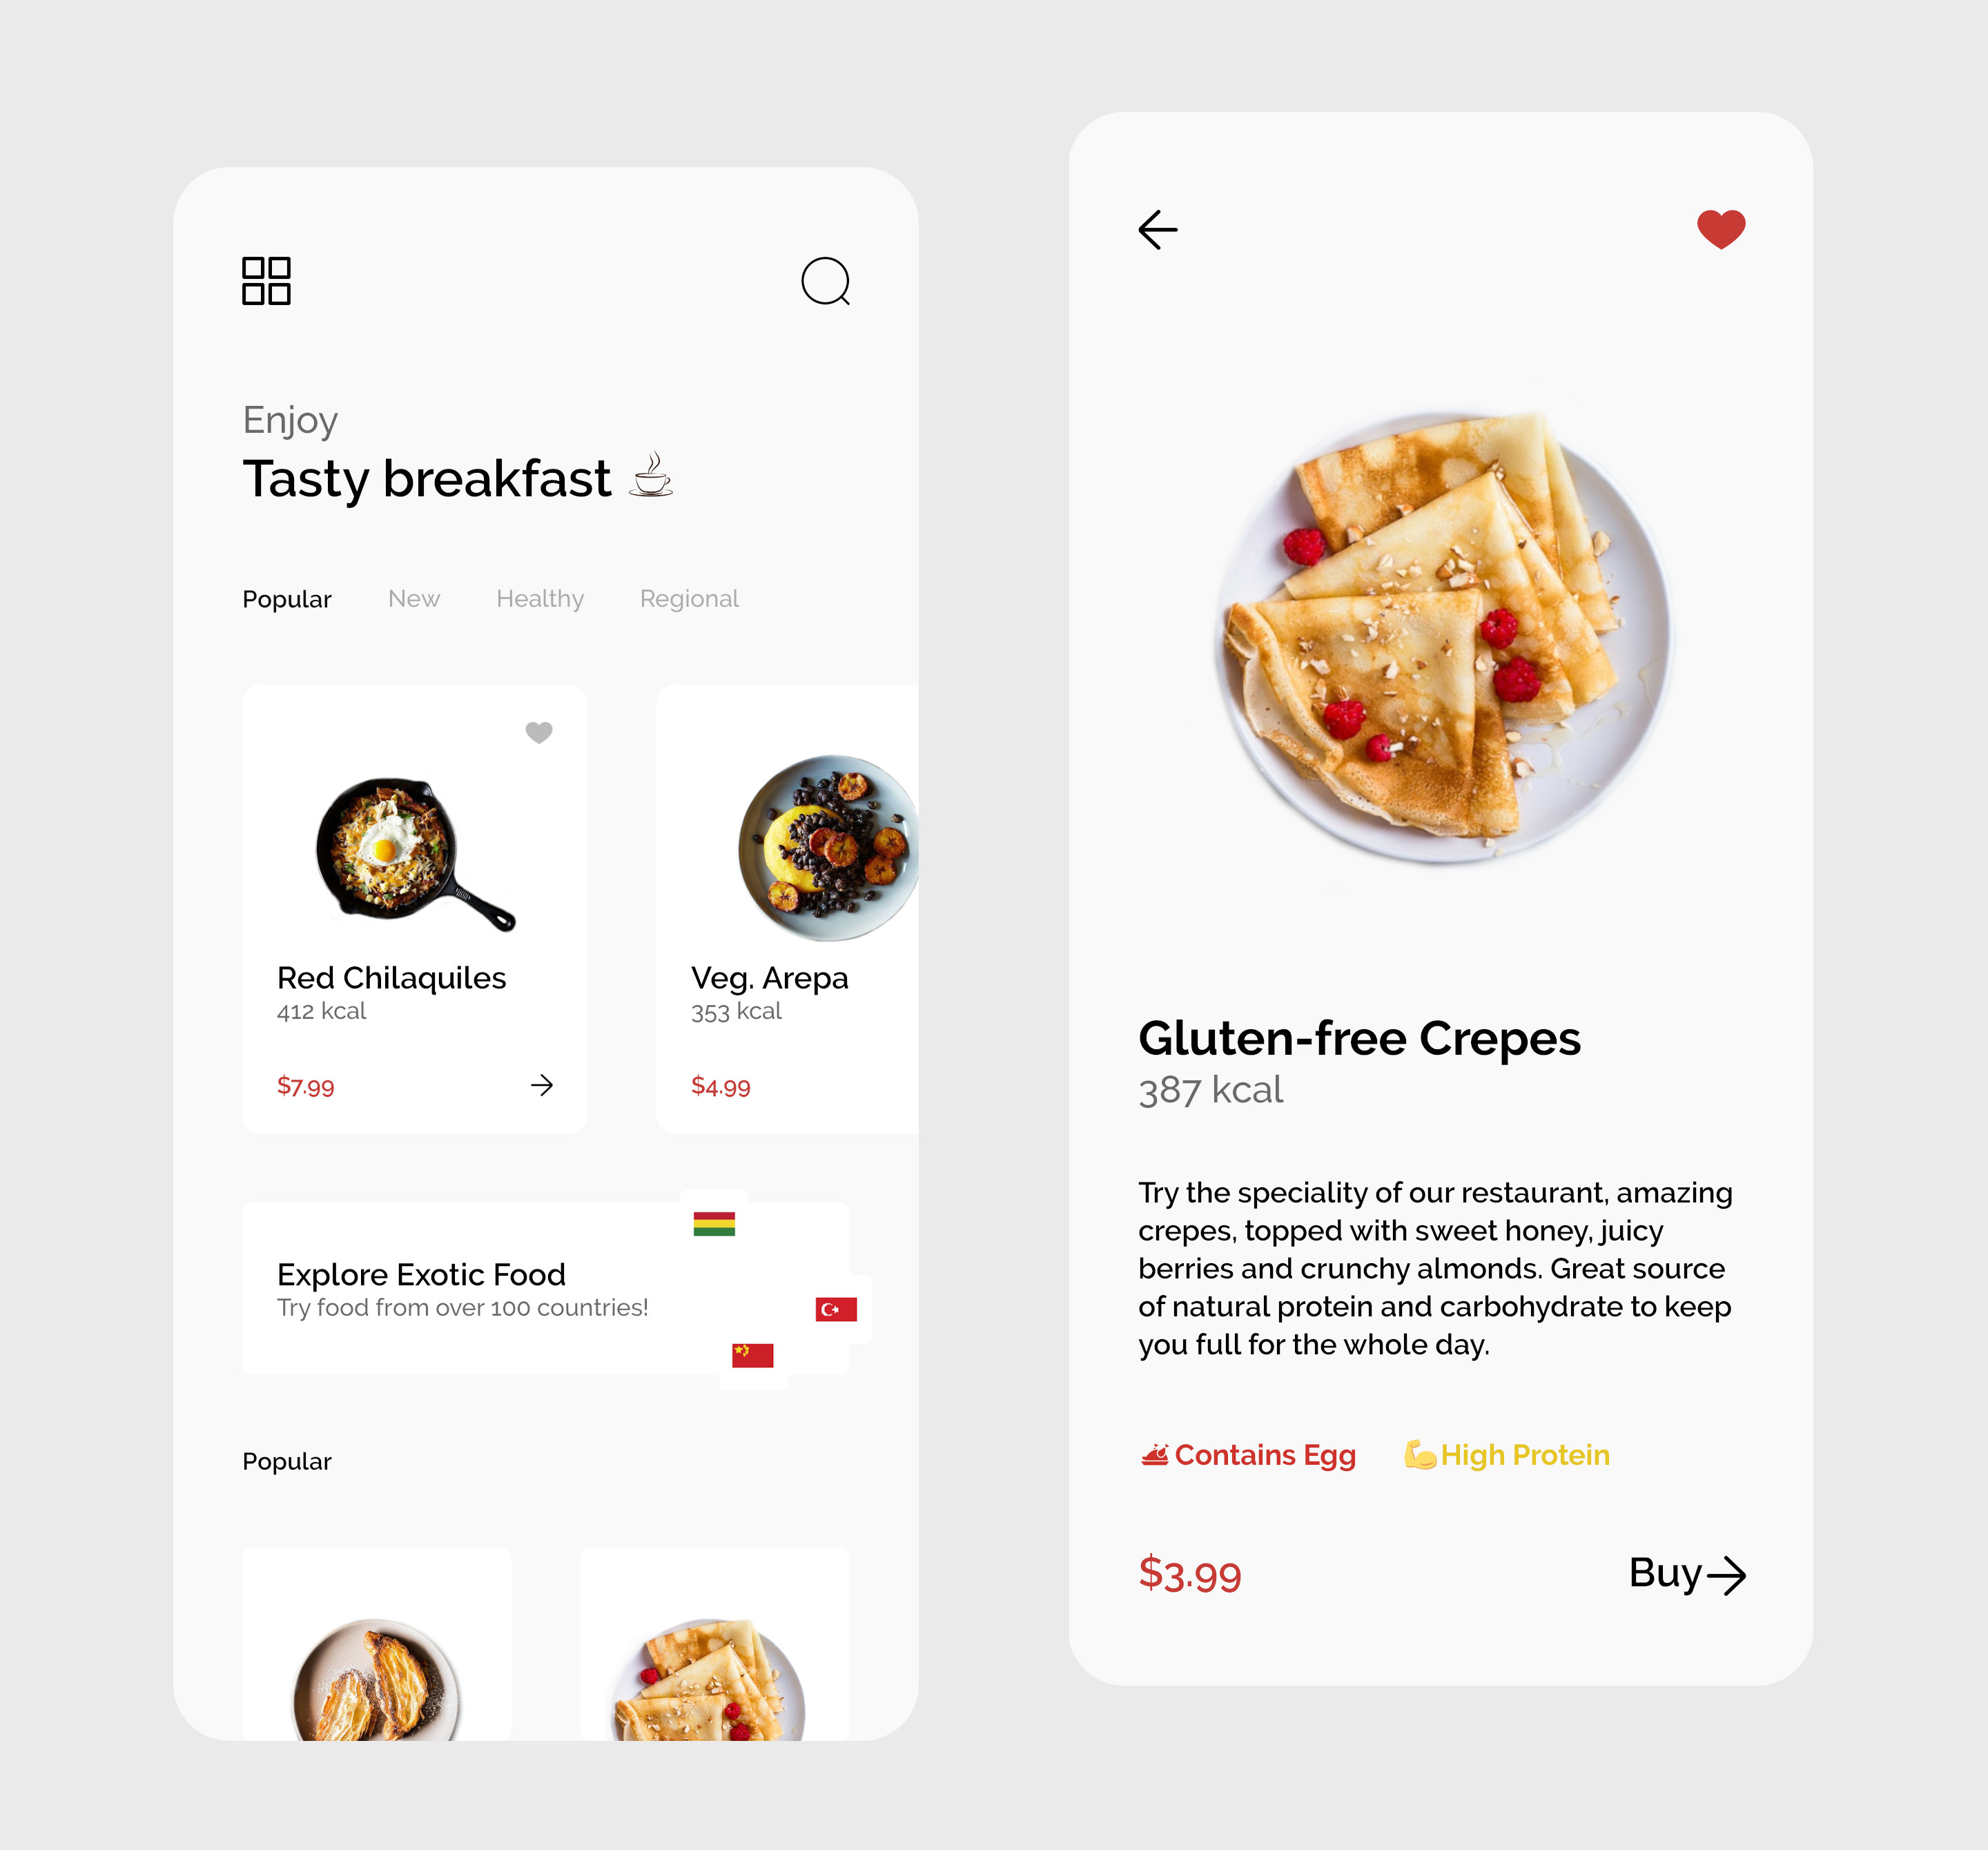 Enjoy
Tasty breakfast
Popular
New
Healthy
Regional
Red Chilaquiles
412 kcal
$7.99
Veg. Arepa
353 kcal
$4.99
Explore Exotic Food
Try food from over 100 countries!
Popular
Gluten-free Crepes
387 kcal
Try the speciality of our restaurant, amazing
crepes, topped with sweet honey, juicy
berries and crunchy almonds. Great source
of natural protein and carbohydrate to keep
you full for the whole day.
Contains Egg
High Protein
$3.99
Buy